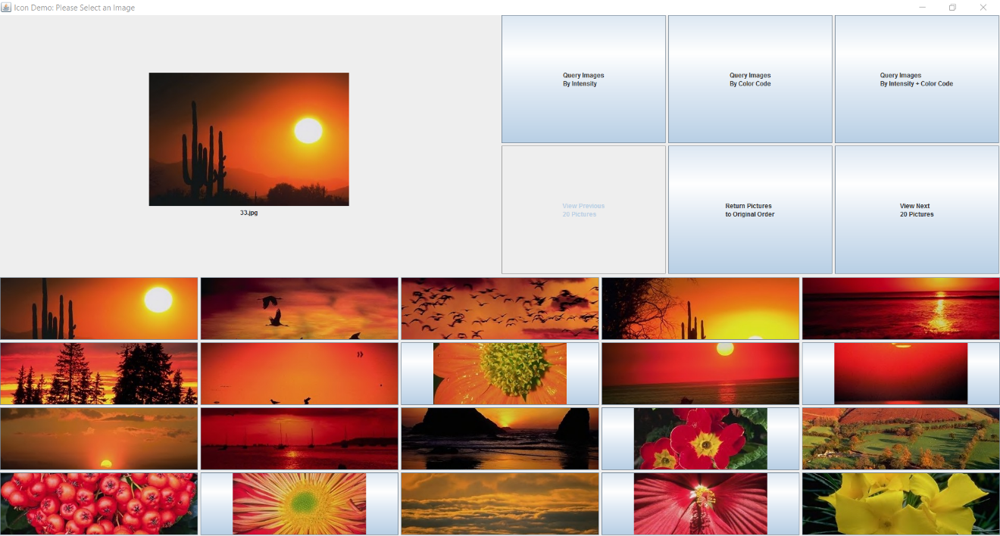 Icon Demo: Please Select an Image
Query Images
By Intensity
Query Images
By Color Code
Query Images
By Intensity + Color Code
33.jpg
View Previous
20 Pictures
Return Pictures
to Original Order
View Next
20 Pictures